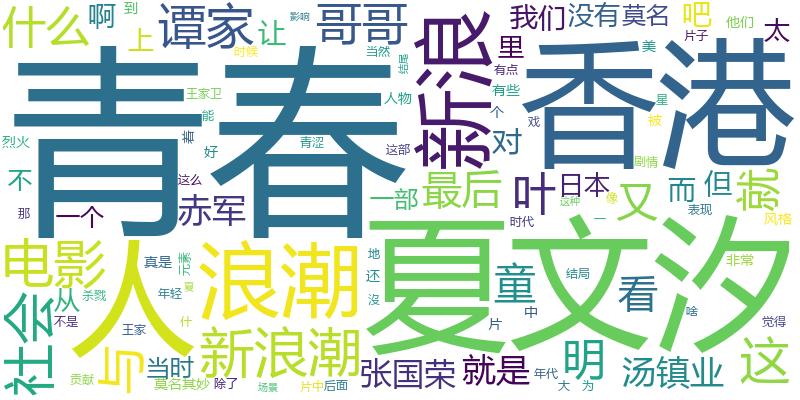 什么
啊
到
上
谭家
让
影响
哥哥
当然
时候
新浪
结尾
里
我们
没有
莫名
吧
他们
太
片子
美
有点
有些
香港
星
被
青春
王家卫
能
烈火
若
好
不
这么
那
一个
赤军
青涩
人物
这部
个
对
戏
剧情
一部
最后
叶
日本
又
而
但
就
像
这种
一
时代
表现
风格
电影
人
真是
元素
浪潮
地
还
沒
夏文汐
童
结局
看
啥
非常
觉得
社会
从
杀戮
不是
年轻
夏
什
王家
与
当时
新浪潮
中
片
明
这
贡献
莫名其妙
除了
场景
片中
后面
张国荣
就是
年代
大
为
汤镇业